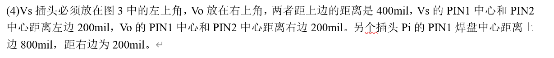 (4)Vs 插头必须放在图 3 中的左上角，Vo 放在右上角，两者距上边的距离是 400mil，Vs 的 PIN1 中心和 PIN2
中心距离左边 200mil，Vo 的 PIN1 中心和 PIN2 中心距离右边 200mil。另个插头 Pi 的 PIN1 焊盘中心距离上
边 800mil，距右边为 200mil。↵